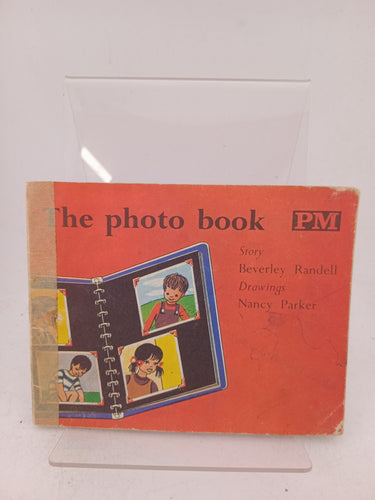 The photo book PM
Story
Beverley Randell
Drawings
Nancy Parker